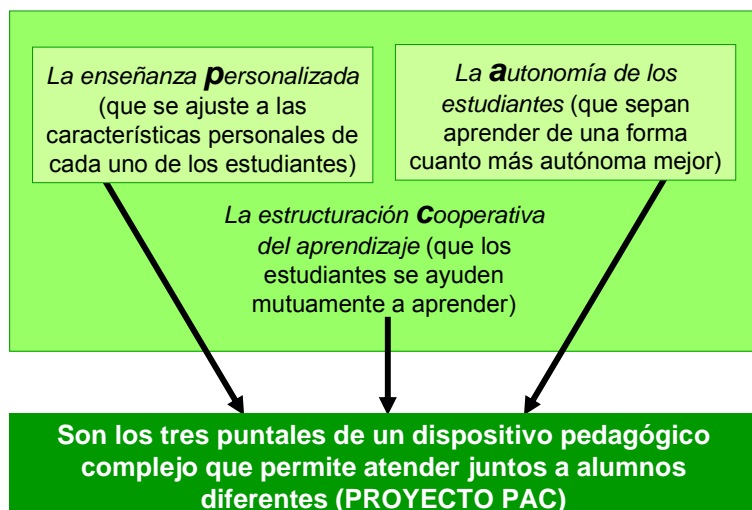 La enseñanza personalizada
(que se ajuste a las
características personales de
cada uno de los estudiantes)
La autonomía de los
estudiantes (que sepan
aprender de una forma
cuanto más autónoma mejor)
La estructuración cooperativa
del aprendizaje (que los
estudiantes se ayuden
mutuamente a aprender)
Son los tres puntales de un dispositivo pedagógico
complejo que permite atender juntos a alumnos
diferentes (PROYECTO PAC)